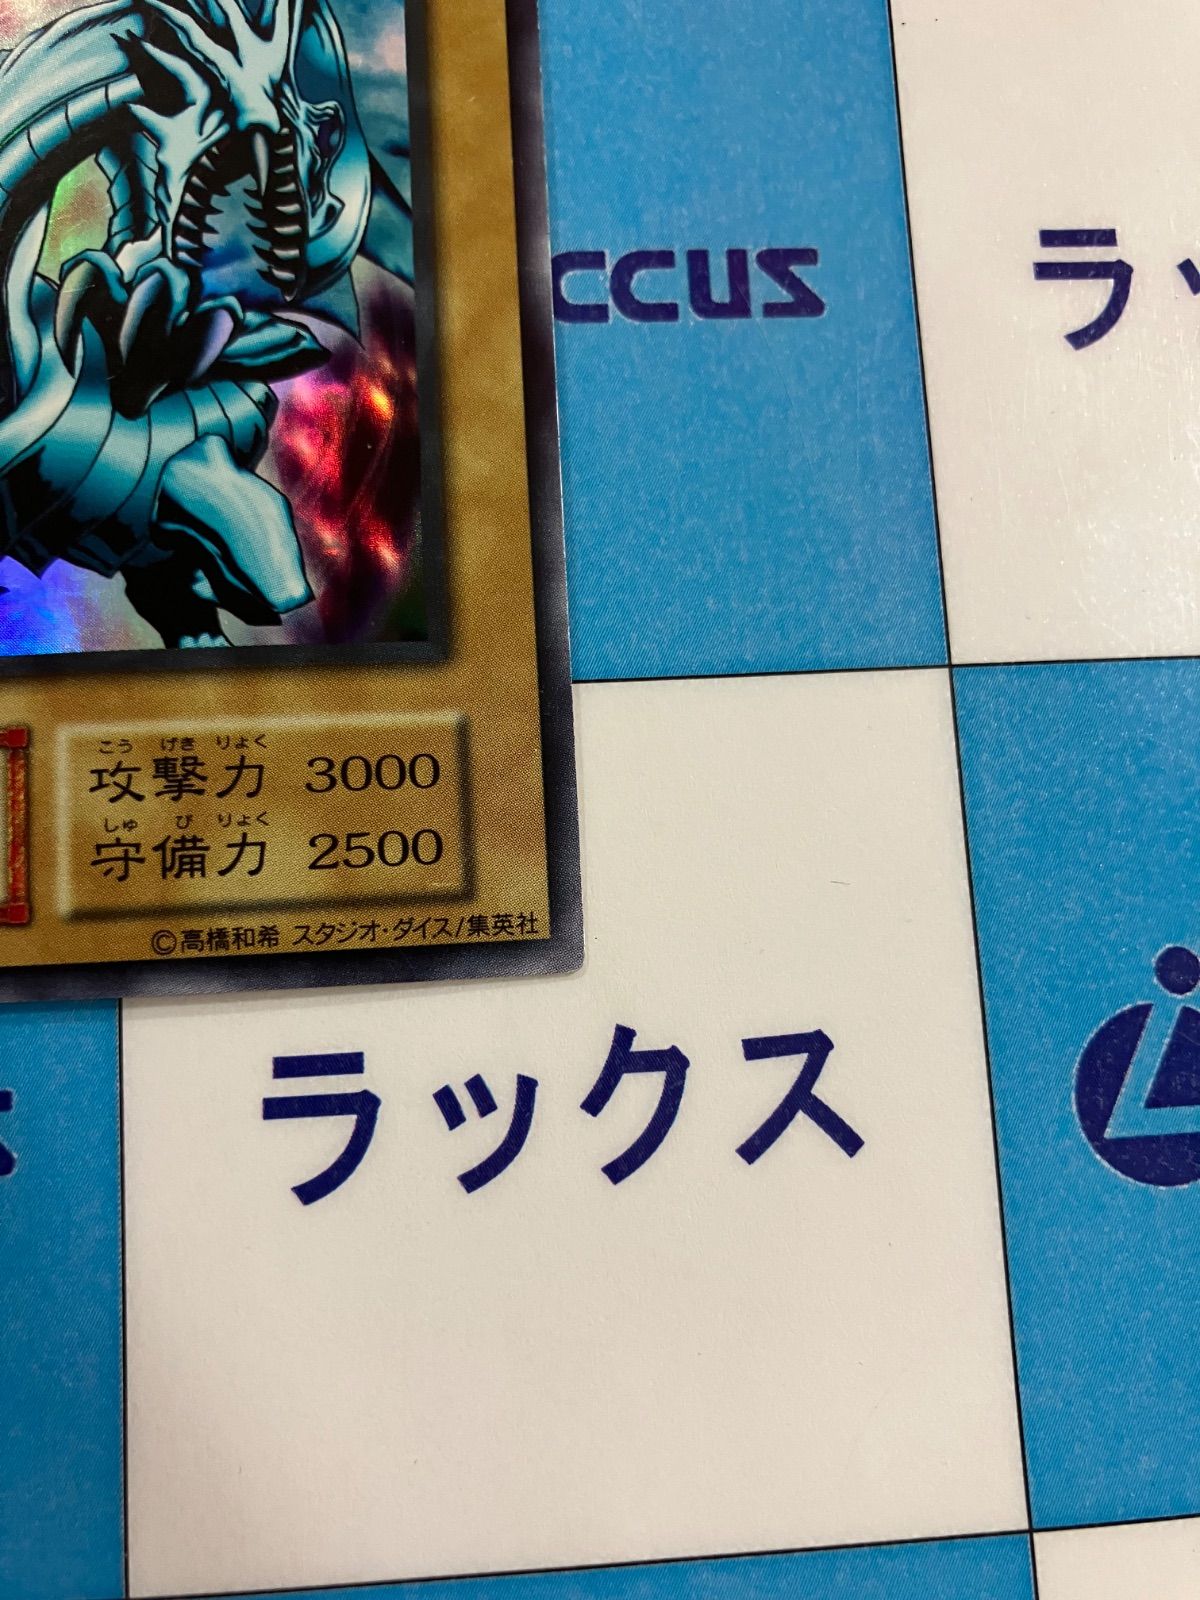 ccus
ラッ
こう げき りょく
攻撃力 3000
しゅ び りょく
守備力 2500
©高橋和希 スタジオ・ダイス/集英社
ラックス